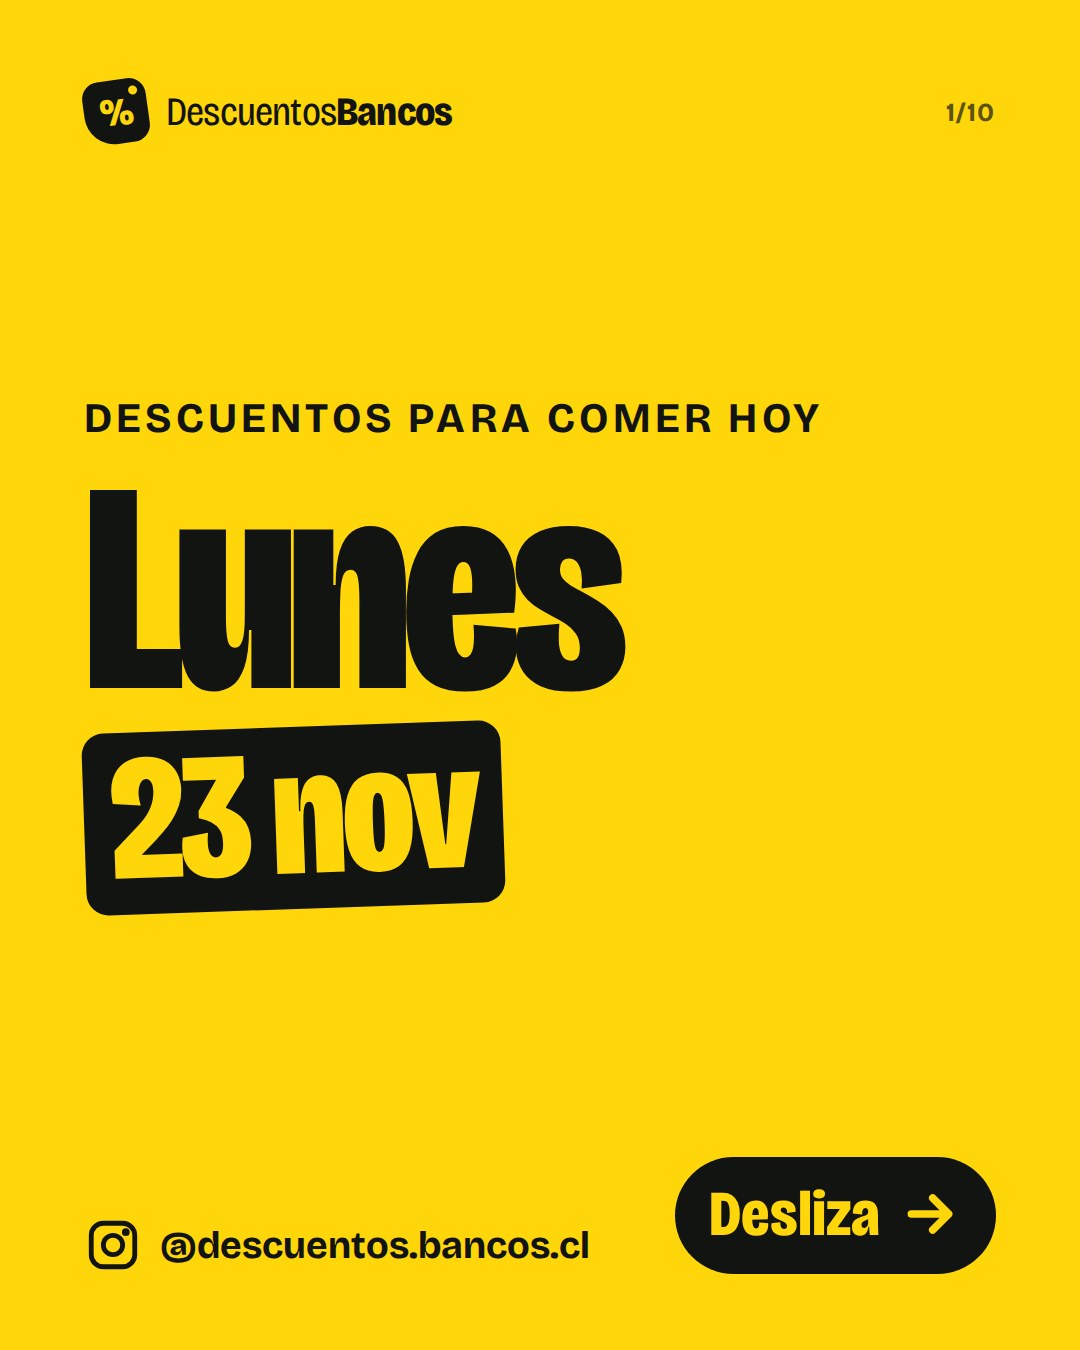 %
DescuentosBancos
1/10
DESCUENTOS PARA COMER HOY
Lunes
23 nov
Desliza →
@descuentos.bancos.cl